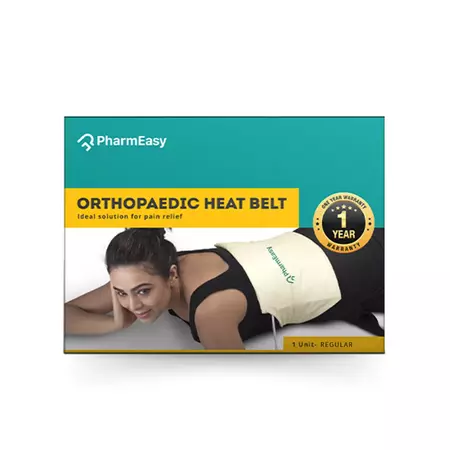 PharmEasy
ORTHOPAEDIC HEAT BELT
Ideal solution for pain relief
ONE YEAR WARRANTY
1
YEAR
WARRANTY
PharmEasy
1 Unit- REGULAR